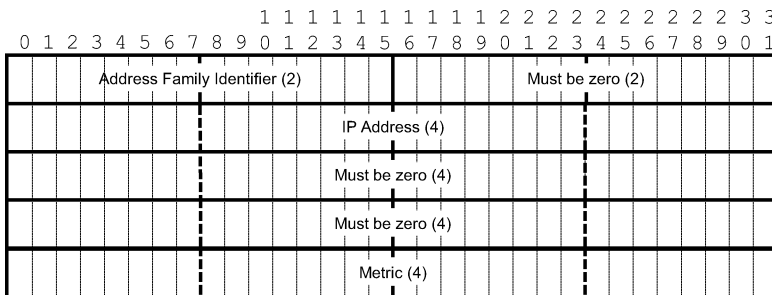 1 1 1 1 1 1 1 1 1 1 2 2 2 2 2 2 2 2 2 2 3 3
0 1 2 3 4 5 6 7 8 9 0 1 2 3 4 5 6 7 8 9 0 1 2 3 4 5 6 7 8 9 0 1
Address Family Identifier (2) Must be zero (2)
IP Address (4)
Must be zero (4)
Must be zero (4)
Metric (4)